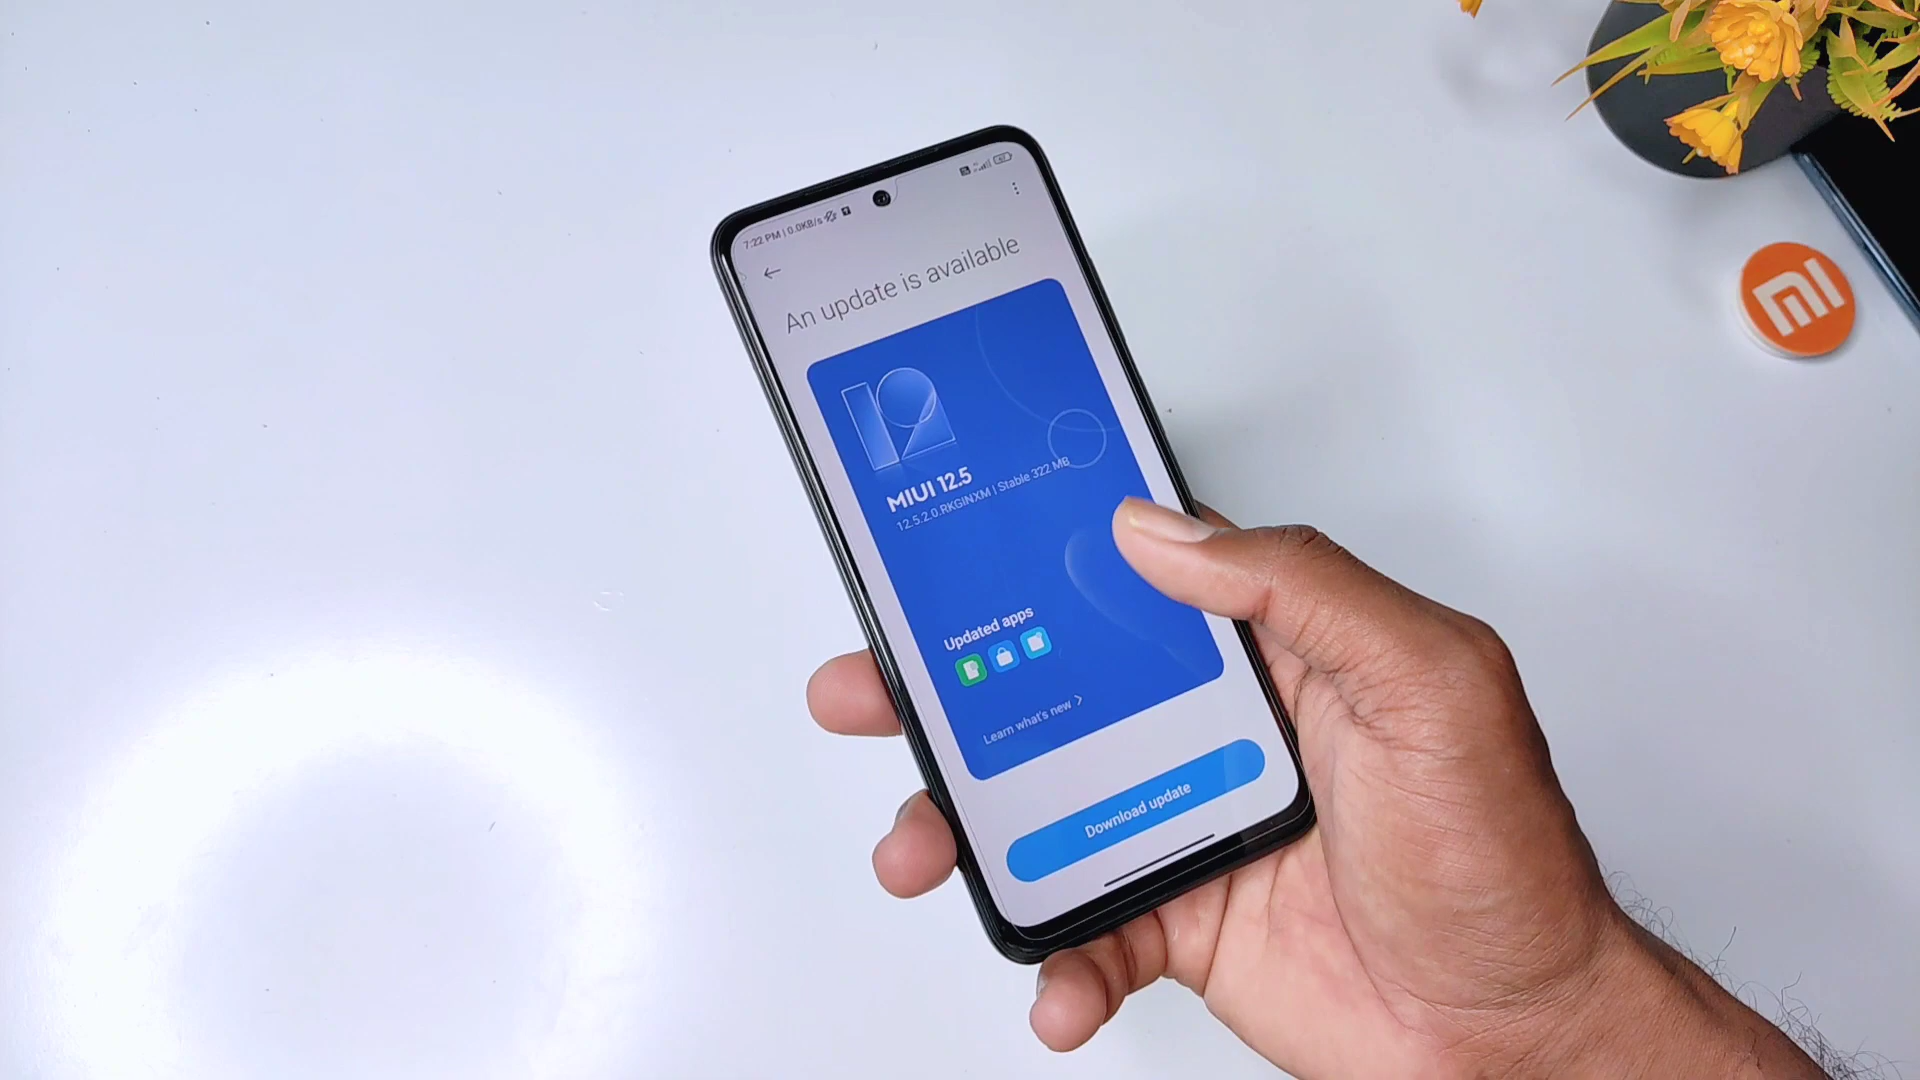 7:22 PM | 0.0KB/s
An update is available
12
MIUI 12.5
12.5.2.0.RKGINXM | Stable 322 MB
Updated apps
Learn what's new >
Download update
MI